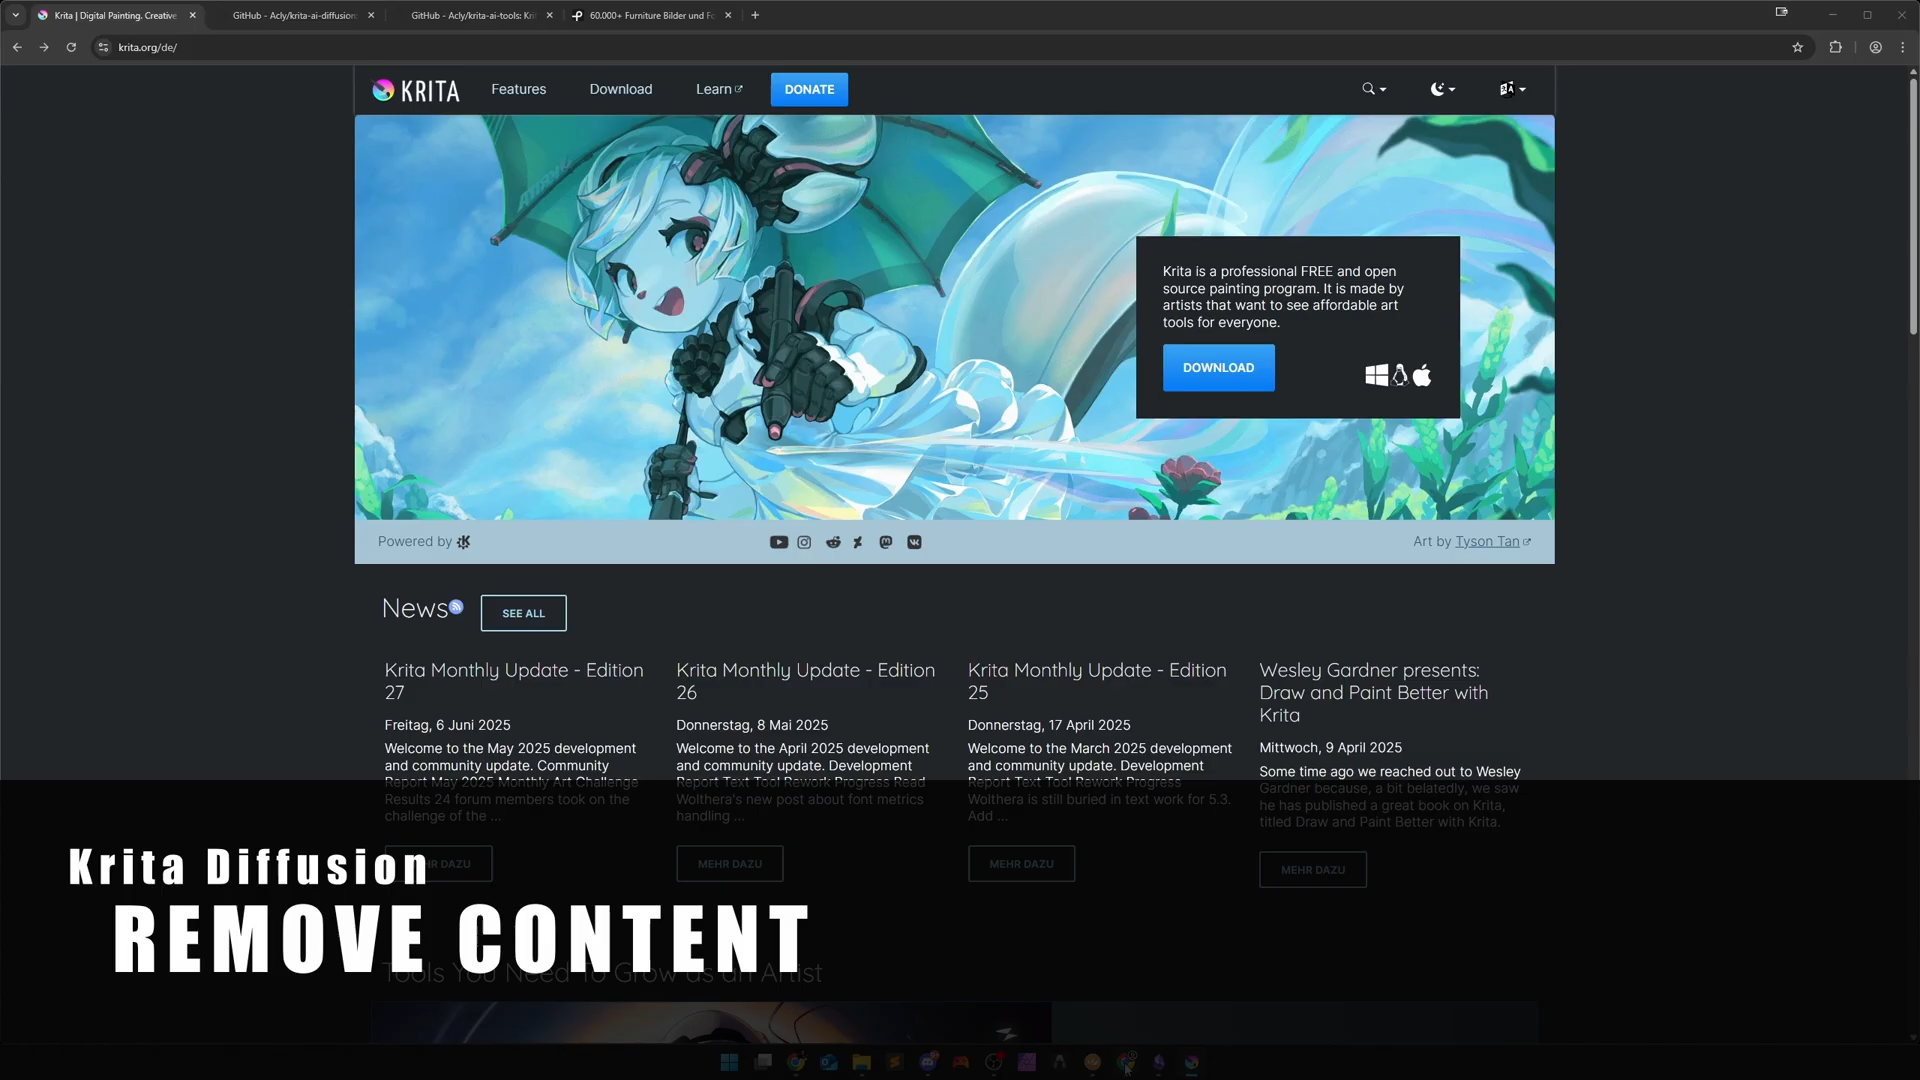 Krita | Digital Painting. Creative
GitHub - Acly/krita-ai-diffusion:
GitHub - Acly/krita-ai-tools: Kri
60.000+ Furniture Bilder und Fo
krita.org/de/
KRITA
Features
Download
Learn
DONATE
Krita is a professional FREE and open
source painting program. It is made by
artists that want to see affordable art
tools for everyone.
DOWNLOAD
Powered by
Art by Tyson Tan
News
SEE ALL
Krita Monthly Update - Edition
27
Freitag, 6 Juni 2025
Welcome to the May 2025 development
and community update. Community
Report May 2025 Monthly Art Challenge
Results 24 forum members took on the
challenge of the ...
Krita Monthly Update - Edition
26
Donnerstag, 8 Mai 2025
Welcome to the April 2025 development
and community update. Development
Report Text Tool Rework Progress Read
Wolthera's new post about font metrics
handling ...
MEHR DAZU
Krita Monthly Update - Edition
25
Donnerstag, 17 April 2025
Welcome to the March 2025 development
and community update. Development
Report Text Tool Rework Progress
Wolthera is still buried in text work for 5.3.
Add ...
MEHR DAZU
Wesley Gardner presents:
Draw and Paint Better with
Krita
Mittwoch, 9 April 2025
Some time ago we reached out to Wesley
Gardner because, a bit belatedly, we saw
he has published a great book on Krita,
titled Draw and Paint Better with Krita.
MEHR DAZU
Krita Diffusion
REMOVE CONTENT
Tools You Need To Grow as an Artist